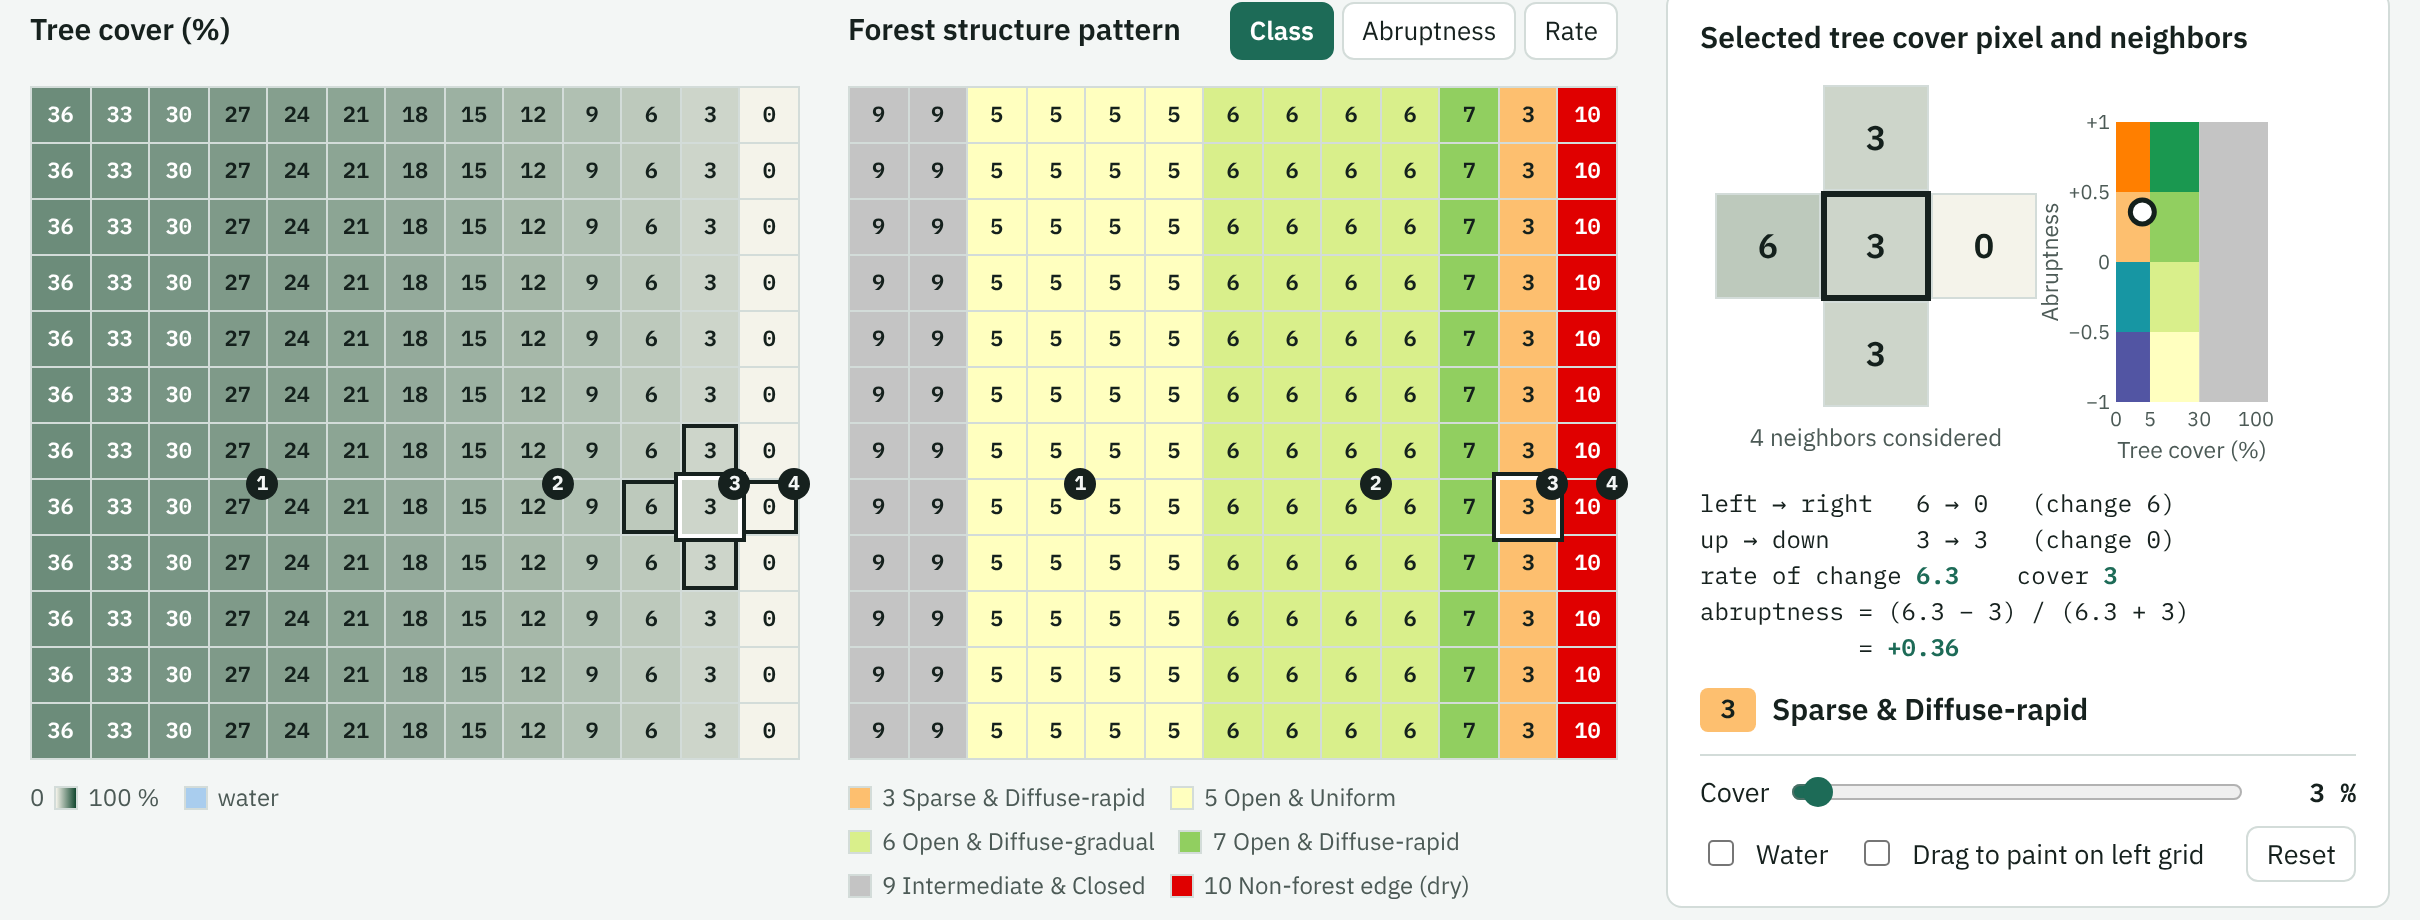 Tree cover (%)
Forest structure pattern
Class
Abruptness
Rate
Selected tree cover pixel and neighbors
36 33 30 27 24 21 18 15 12 9 6 3 0
36 33 30 27 24 21 18 15 12 9 6 3 0
36 33 30 27 24 21 18 15 12 9 6 3 0
36 33 30 27 24 21 18 15 12 9 6 3 0
36 33 30 27 24 21 18 15 12 9 6 3 0
36 33 30 27 24 21 18 15 12 9 6 3 0
36 33 30 27 24 21 18 15 12 9 6 3 0
1 2 3 4
36 33 30 27 24 21 18 15 12 9 6 3 0
36 33 30 27 24 21 18 15 12 9 6 3 0
36 33 30 27 24 21 18 15 12 9 6 3 0
36 33 30 27 24 21 18 15 12 9 6 3 0
36 33 30 27 24 21 18 15 12 9 6 3 0
0 100 %
water
9 9 5 5 5 5 6 6 6 6 7 3 10
9 9 5 5 5 5 6 6 6 6 7 3 10
9 9 5 5 5 5 6 6 6 6 7 3 10
9 9 5 5 5 5 6 6 6 6 7 3 10
9 9 5 5 5 5 6 6 6 6 7 3 10
9 9 5 5 5 5 6 6 6 6 7 3 10
9 9 5 5 5 5 6 6 6 6 7 3 10
1 2 3 4
9 9 5 5 5 5 6 6 6 6 7 3 10
9 9 5 5 5 5 6 6 6 6 7 3 10
9 9 5 5 5 5 6 6 6 6 7 3 10
9 9 5 5 5 5 6 6 6 6 7 3 10
9 9 5 5 5 5 6 6 6 6 7 3 10
3 Sparse & Diffuse-rapid
5 Open & Uniform
6 Open & Diffuse-gradual
7 Open & Diffuse-rapid
9 Intermediate & Closed
10 Non-forest edge (dry)
3
6 3 0
3
4 neighbors considered
Abruptness
+1
+0.5
0
−0.5
−1
0 5 30 100
Tree cover (%)
left → right 6 → 0 (change 6)
up → down 3 → 3 (change 0)
rate of change 6.3 cover 3
abruptness = (6.3 − 3) / (6.3 + 3)
= +0.36
3 Sparse & Diffuse-rapid
Cover 3 %
Water
Drag to paint on left grid
Reset